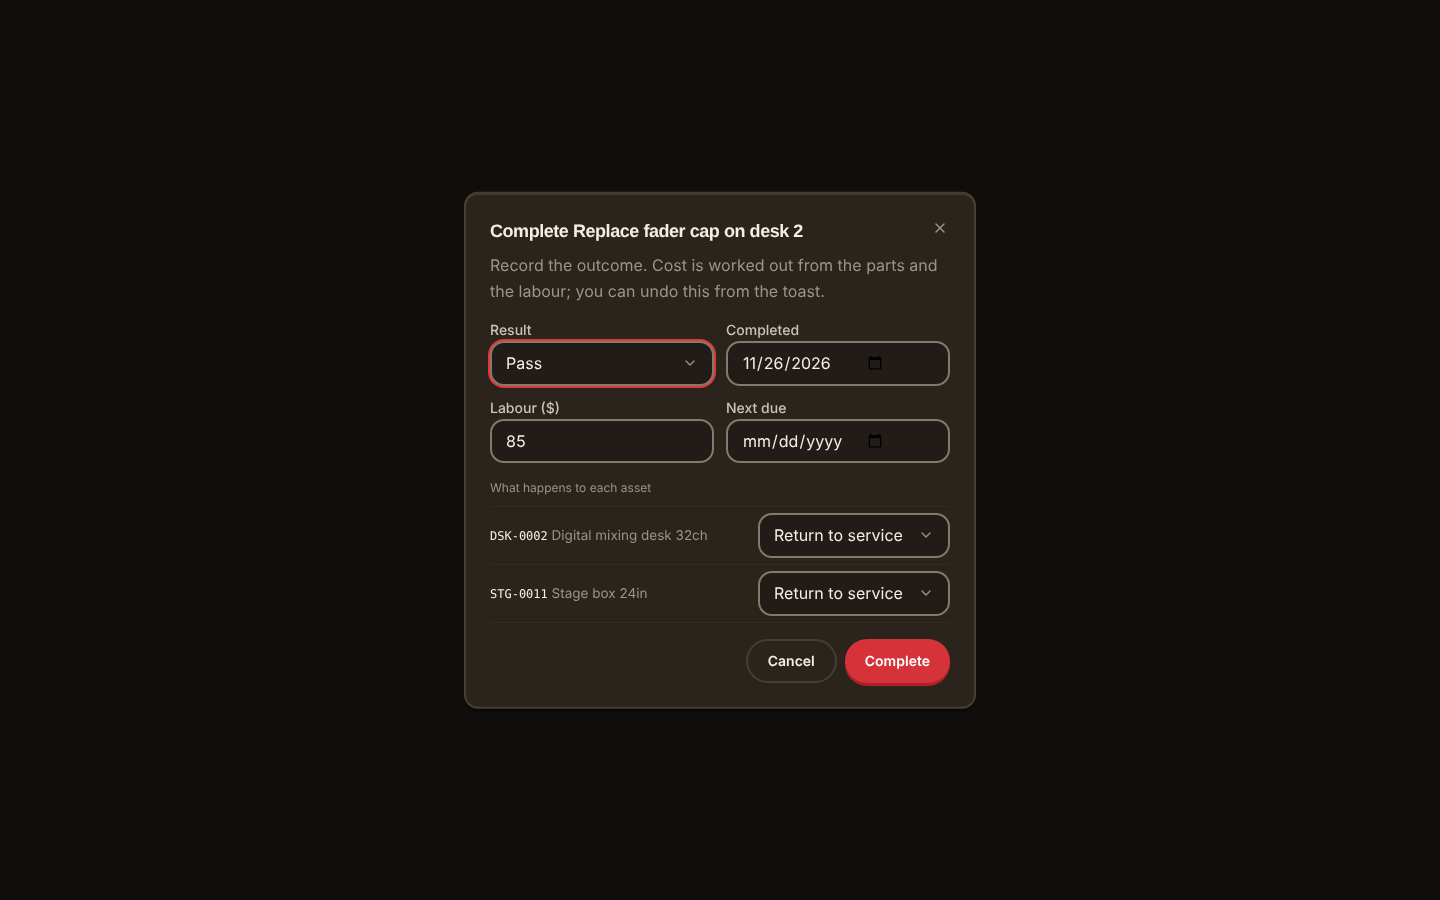 Complete Replace fader cap on desk 2
Record the outcome. Cost is worked out from the parts and
the labour; you can undo this from the toast.
Result
Completed
Pass
11/26/2026
Labour ($)
Next due
85
mm/dd/yyyy
What happens to each asset
DSK-0002 Digital mixing desk 32ch
Return to service
STG-0011 Stage box 24in
Return to service
Cancel
Complete